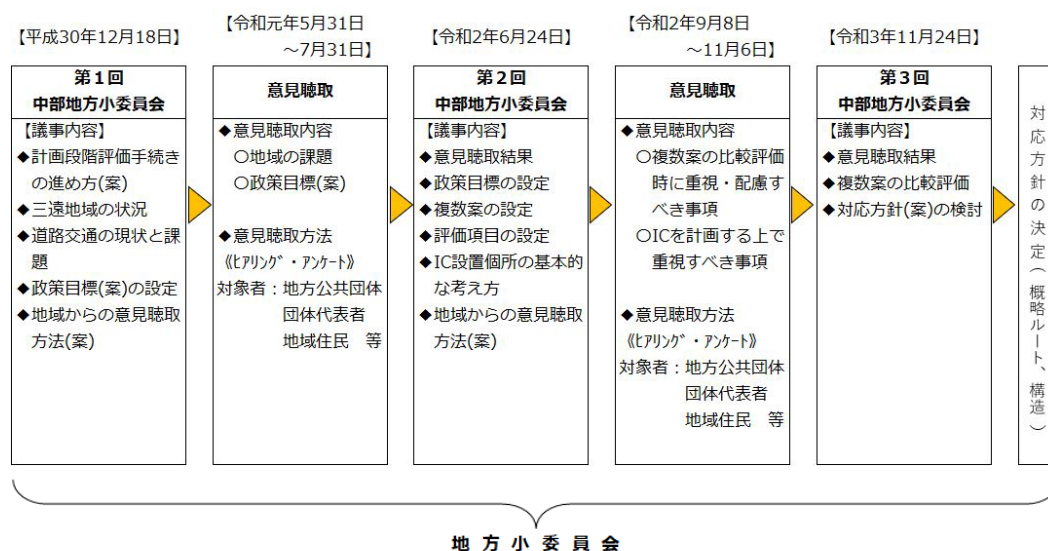 【平成30年12月18日】
第1回
中部地方小委員会
【議事内容】
◆計画段階評価手続き
の進め方(案)
◆三遠地域の状況
◆道路交通の現状と課
題
◆政策目標(案)の設定
◆地域からの意見聴取
方法(案)
【令和元年5月31日
～7月31日】
意見聴取
◆意見聴取内容
〇地域の課題
〇政策目標(案)
◆意見聴取方法
《ﾋｱﾘﾝｸﾞ・ｱﾝｹｰﾄ》
対象者：地方公共団体
団体代表者
地域住民　等
【令和2年6月24日】
第2回
中部地方小委員会
【議事内容】
◆意見聴取結果
◆政策目標の設定
◆複数案の設定
◆評価項目の設定
◆IC設置個所の基本的
な考え方
◆地域からの意見聴取
方法(案)
【令和2年9月8日
～11月6日】
意見聴取
◆意見聴取内容
〇複数案の比較評価
時に重視・配慮す
べき事項
〇ICを計画する上で
重視すべき事項
◆意見聴取方法
《ﾋｱﾘﾝｸﾞ・ｱﾝｹｰﾄ》
対象者：地方公共団体
団体代表者
地域住民　等
【令和3年11月24日】
第3回
中部地方小委員会
【議事内容】
◆意見聴取結果
◆複数案の比較評価
◆対応方針(案)の検討
対応方針の決定(概略ルート、構造)
地方小委員会